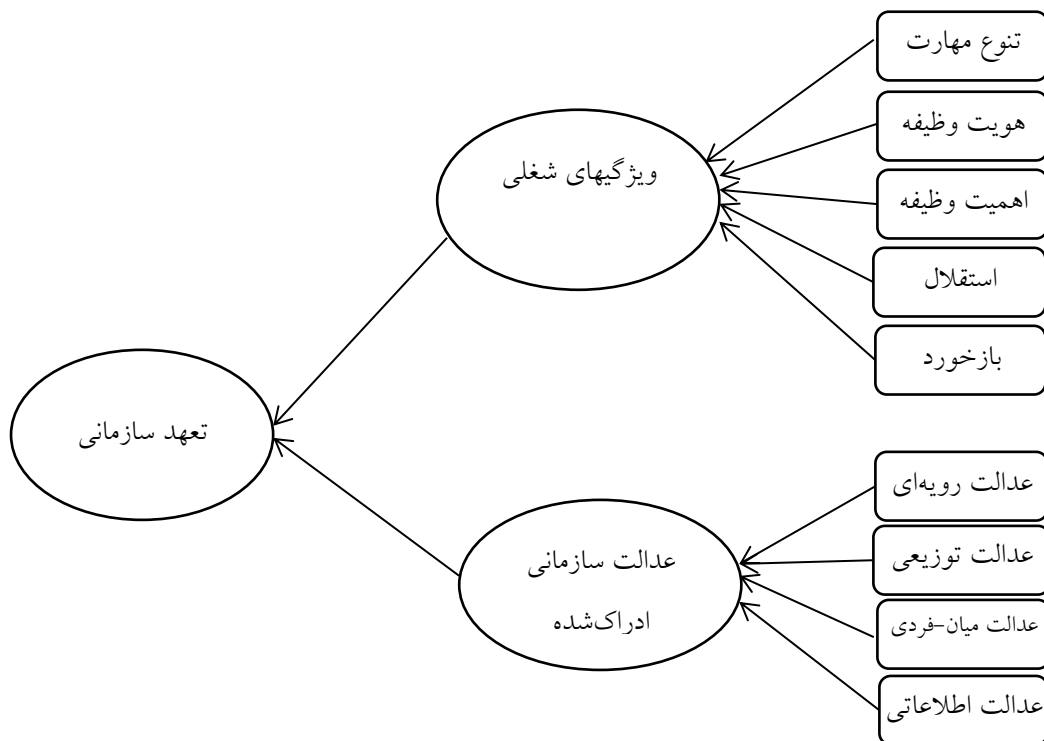 تنوع مهارت
هویت وظیفه
ویژگیهای شغلی
اهمیت وظیفه
استقلال
بازخورد
تعهد سازمانی
عدالت رویه‌ای
عدالت توزیعی
عدالت سازمانی
ادراک‌شده
عدالت میان-فردی
عدالت اطلاعاتی